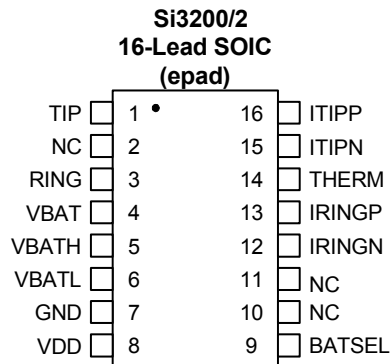 Si3200/2
16-Lead SOIC
(epad)
TIP 1 16 ITIPP
NC 2 15 ITIPN
RING 3 14 THERM
VBAT 4 13 IRINGP
VBATH 5 12 IRINGN
VBATL 6 11 NC
GND 7 10 NC
VDD 8 9 BATSEL